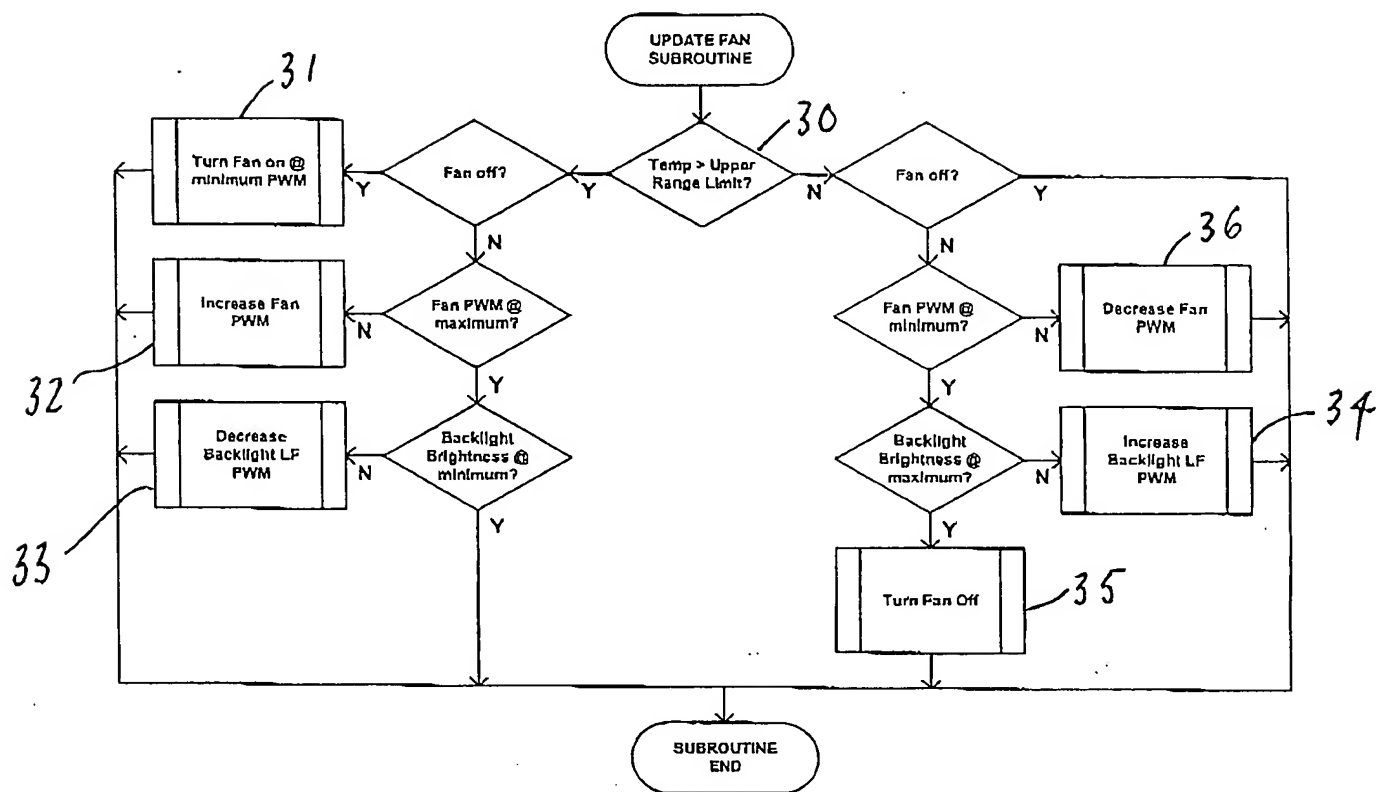 UPDATE FAN
SUBROUTINE
31
30
Turn Fan on @
minimum PWM
Y
Fan off?
Y
Temp > Upper
Range Limit?
N
Fan off?
Y
N
N
36
Increase Fan
PWM
N
Fan PWM @
maximum?
Fan PWM @
minimum?
N
Decrease Fan
PWM
32
Y
Y
34
Decrease
Backlight LF
PWM
N
Backlight
Brightness @
minimum?
Backlight
Brightness @
maximum?
N
Increase
Backlight LF
PWM
33
Y
Y
Turn Fan Off
35
SUBROUTINE
END